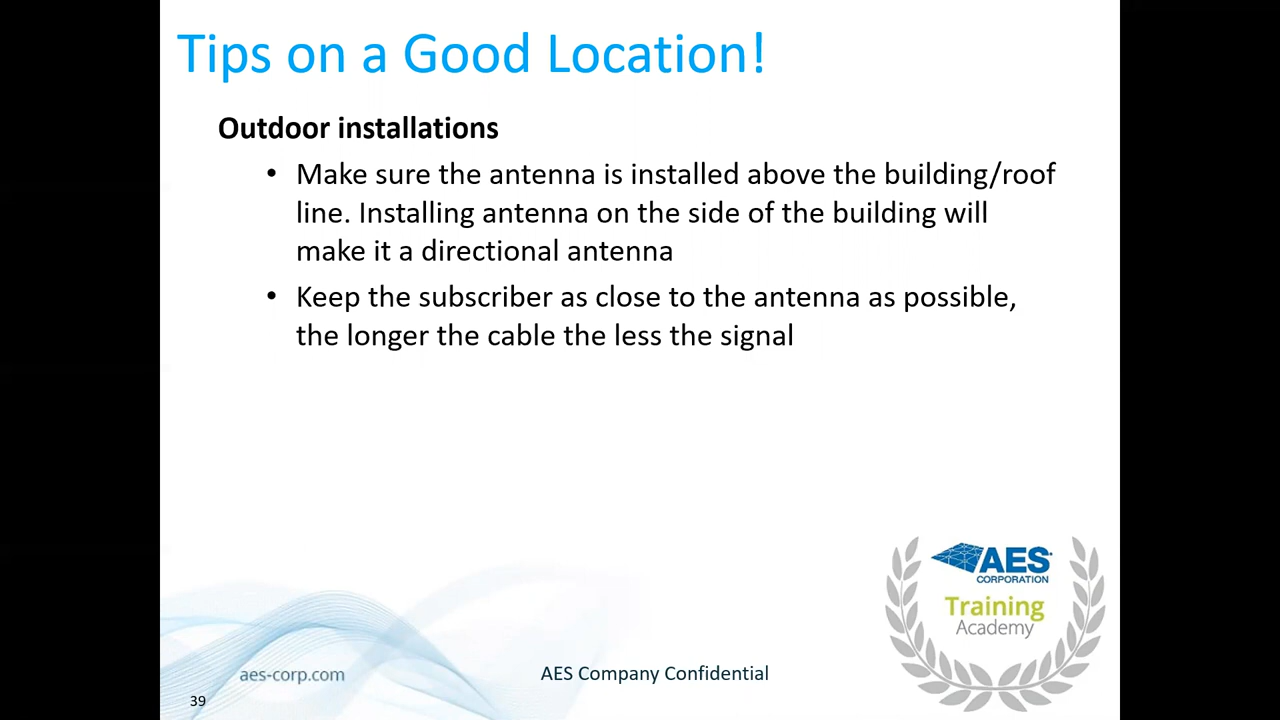 Tips on a Good Location!
Outdoor installations
• Make sure the antenna is installed above the building/roof
line. Installing antenna on the side of the building will
make it a directional antenna
• Keep the subscriber as close to the antenna as possible,
the longer the cable the less the signal
AES
CORPORATION
Training
Academy
aes-corp.com
AES Company Confidential
39